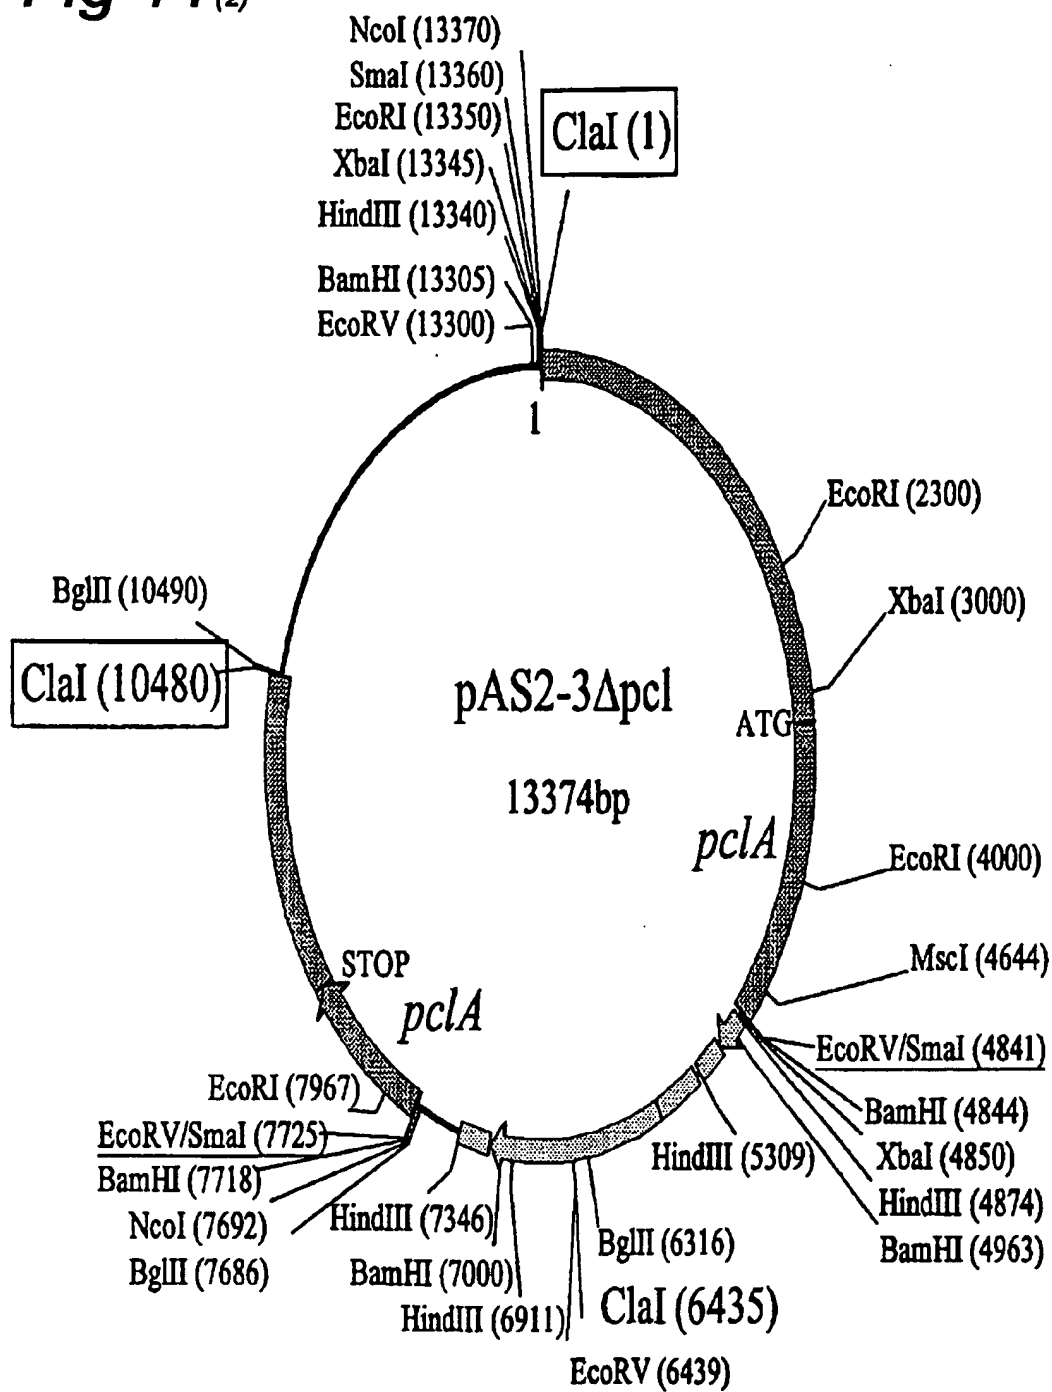 (2)
NcoI (13370)
SmaI (13360)
EcoRI (13350)
XbaI (13345)
HindIII (13340)
BamHI (13305)
EcoRV (13300)
ClaI (1)
1
EcoRI (2300)
XbaI (3000)
ATG
pclA
EcoRI (4000)
MscI (4644)
EcoRV/SmaI (4841)
BamHI (4844)
XbaI (4850)
HindIII (4874)
BamHI (4963)
HindIII (5309)
BglII (6316)
ClaI (6435)
EcoRV (6439)
HindIII (6911)
BamHI (7000)
HindIII (7346)
BglII (7686)
NcoI (7692)
BamHI (7718)
EcoRV/SmaI (7725)
EcoRI (7967)
STOP
pclA
ClaI (10480)
BglII (10490)
pAS2-3Δpcl
13374bp